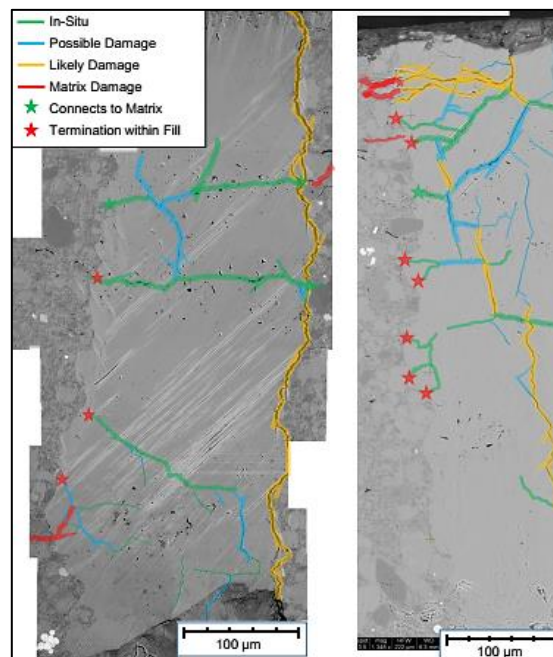 In-Situ
Possible Damage
Likely Damage
Matrix Damage
Connects to Matrix
Termination within Fill
100 µm
100 µm